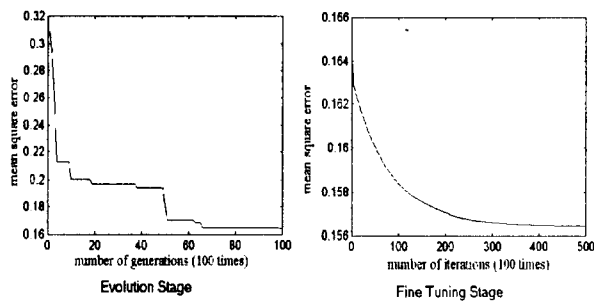 0.32
0.3
0.28
0.26
0.24
0.22
0.2
0.18
0.16
0 20 40 60 80 100
mean square error
number of generations (100 times)
Evolution Stage
0.166
0.164
0.162
0.16
0.158
0.156
0 100 200 300 400 500
mean square error
number of iterations (100 times)
Fine Tuning Stage